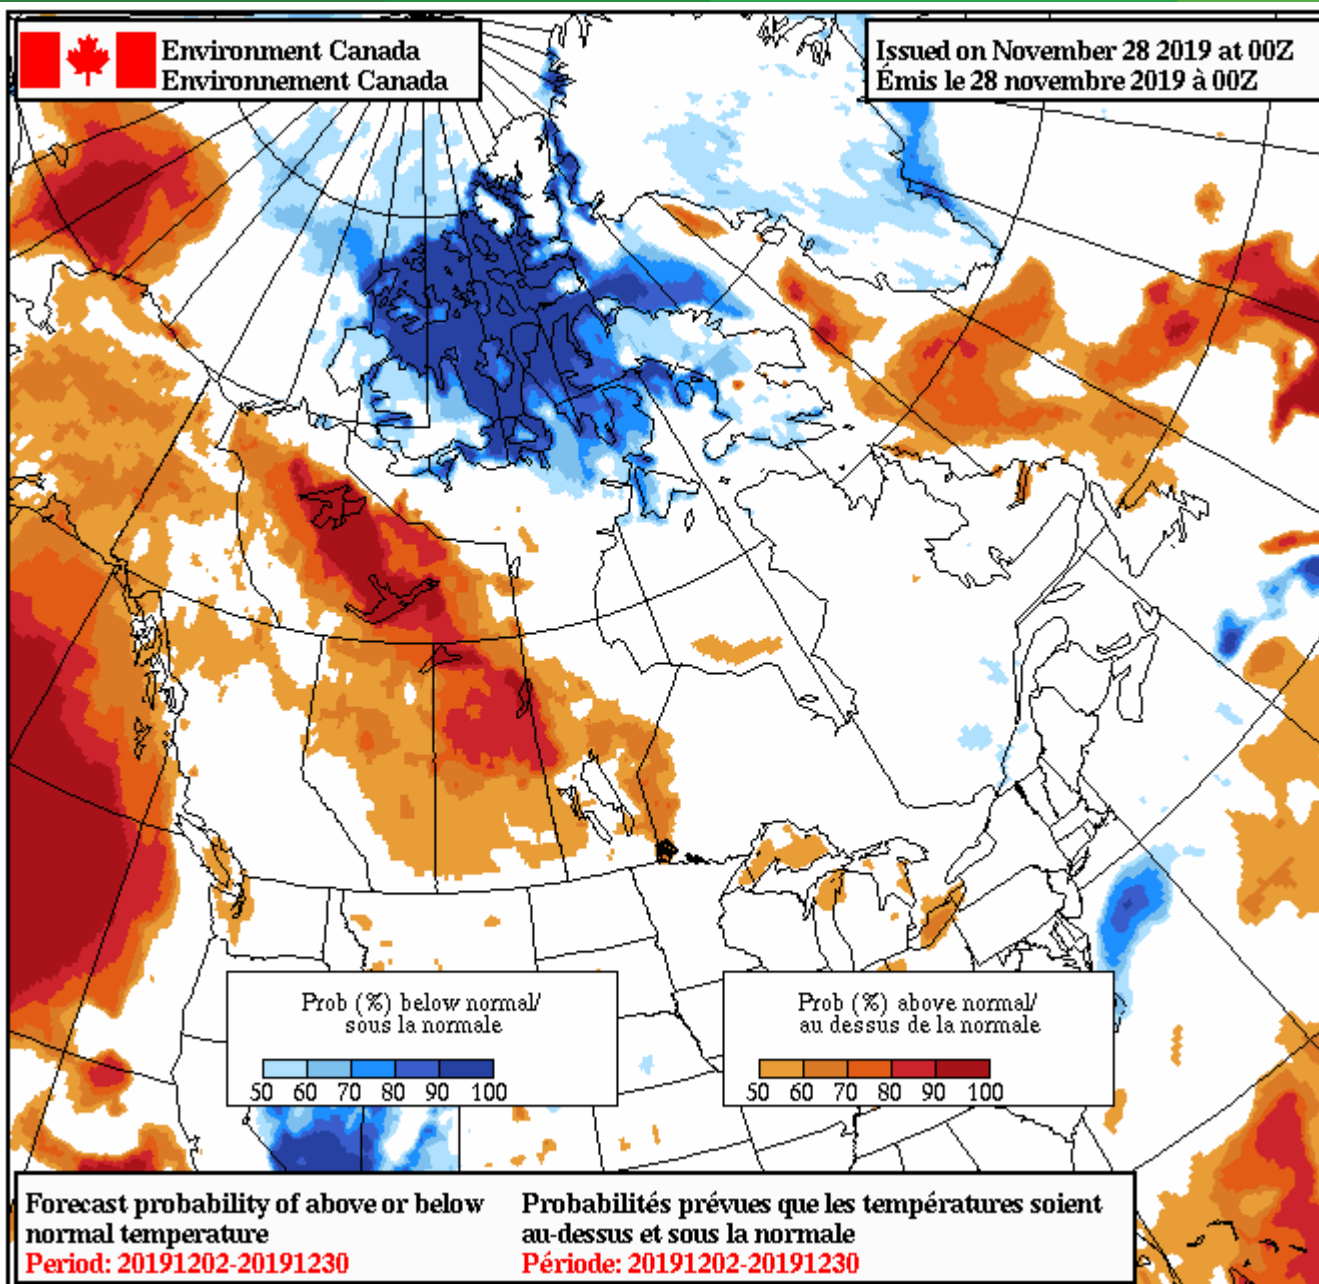 Environment Canada
Environnement Canada
Issued on November 28 2019 at 00Z
Émis le 28 novembre 2019 à 00Z
Prob (%) below normal/
sous la normale
50 60 70 80 90 100
Prob (%) above normal/
au dessus de la normale
50 60 70 80 90 100
Forecast probability of above or below
normal temperature
Period: 20191202-20191230
Probabilités prévues que les températures soient
au-dessus et sous la normale
Période: 20191202-20191230